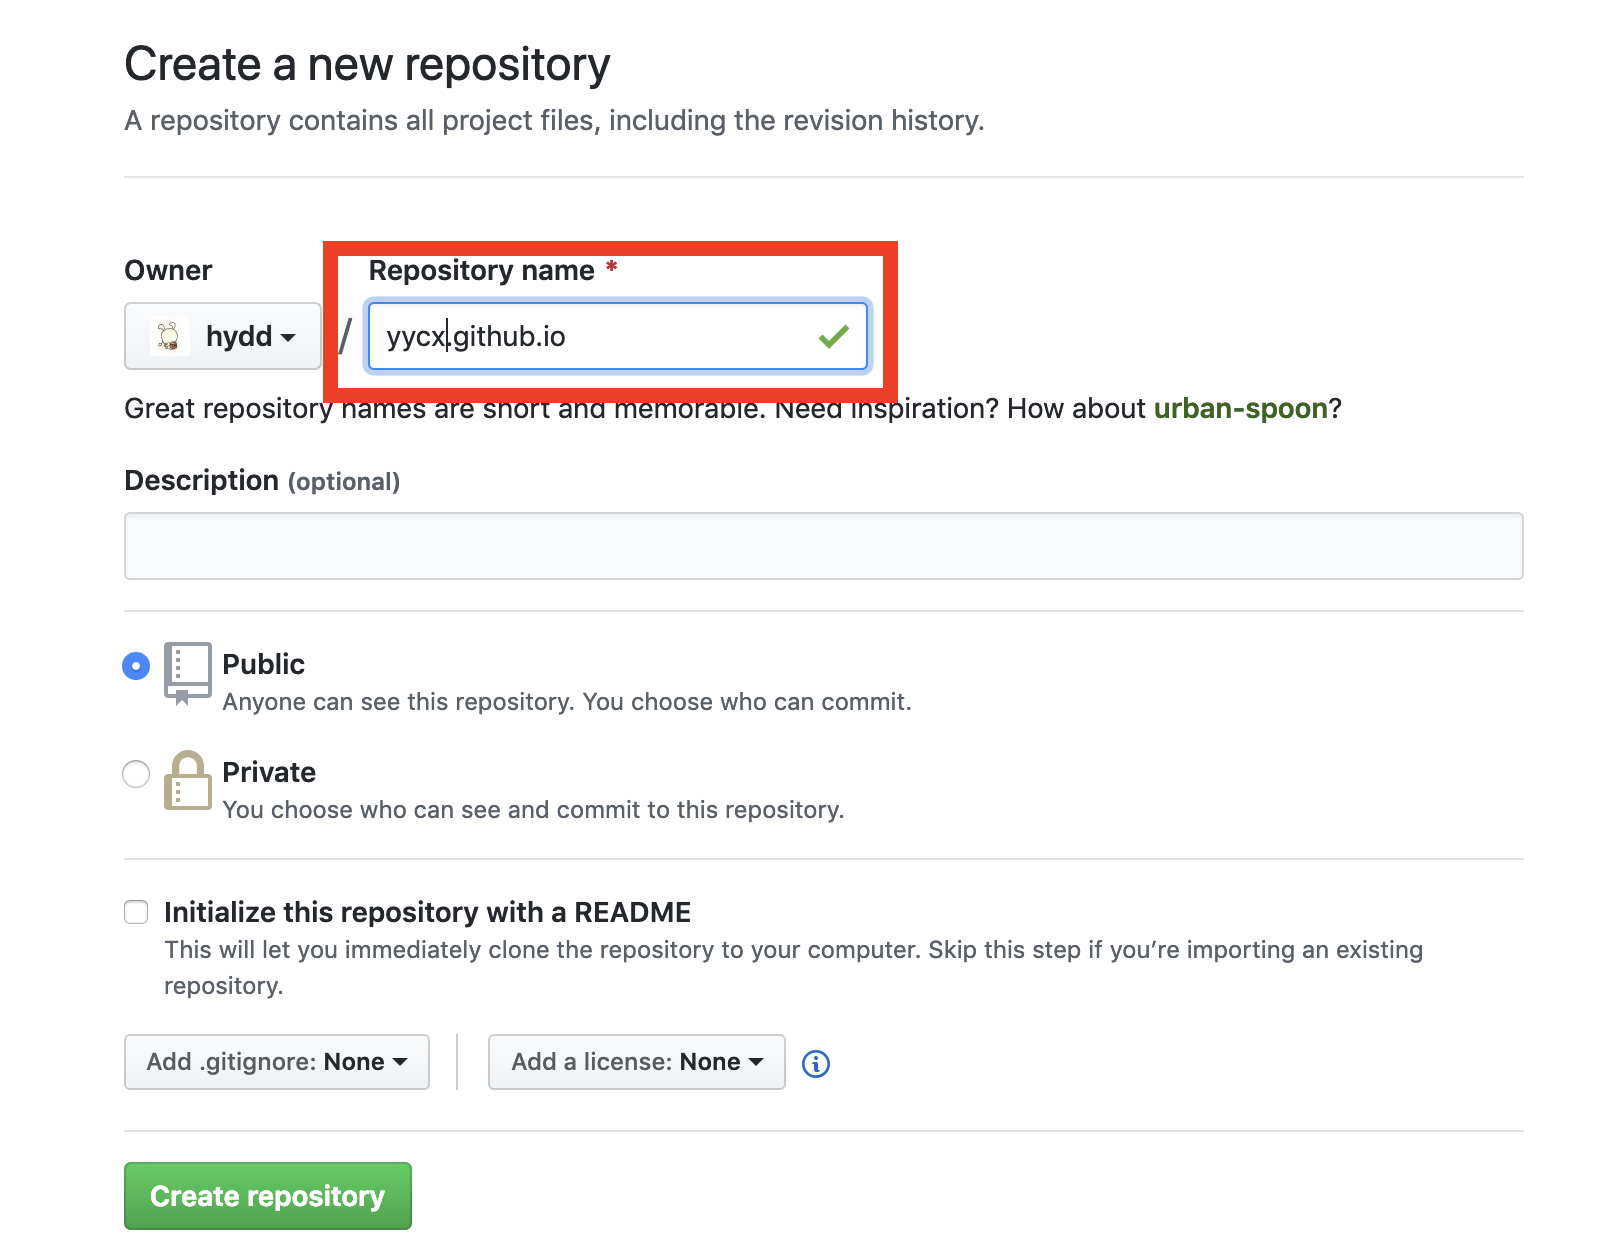 Create a new repository
A repository contains all project files, including the revision history.
Owner
Repository name *
hydd
/
yycx.github.io
Great repository names are short and memorable. Need inspiration? How about urban-spoon?
Description (optional)
Public
Anyone can see this repository. You choose who can commit.
Private
You choose who can see and commit to this repository.
Initialize this repository with a README
This will let you immediately clone the repository to your computer. Skip this step if you’re importing an existing
repository.
Add .gitignore: None
Add a license: None
Create repository